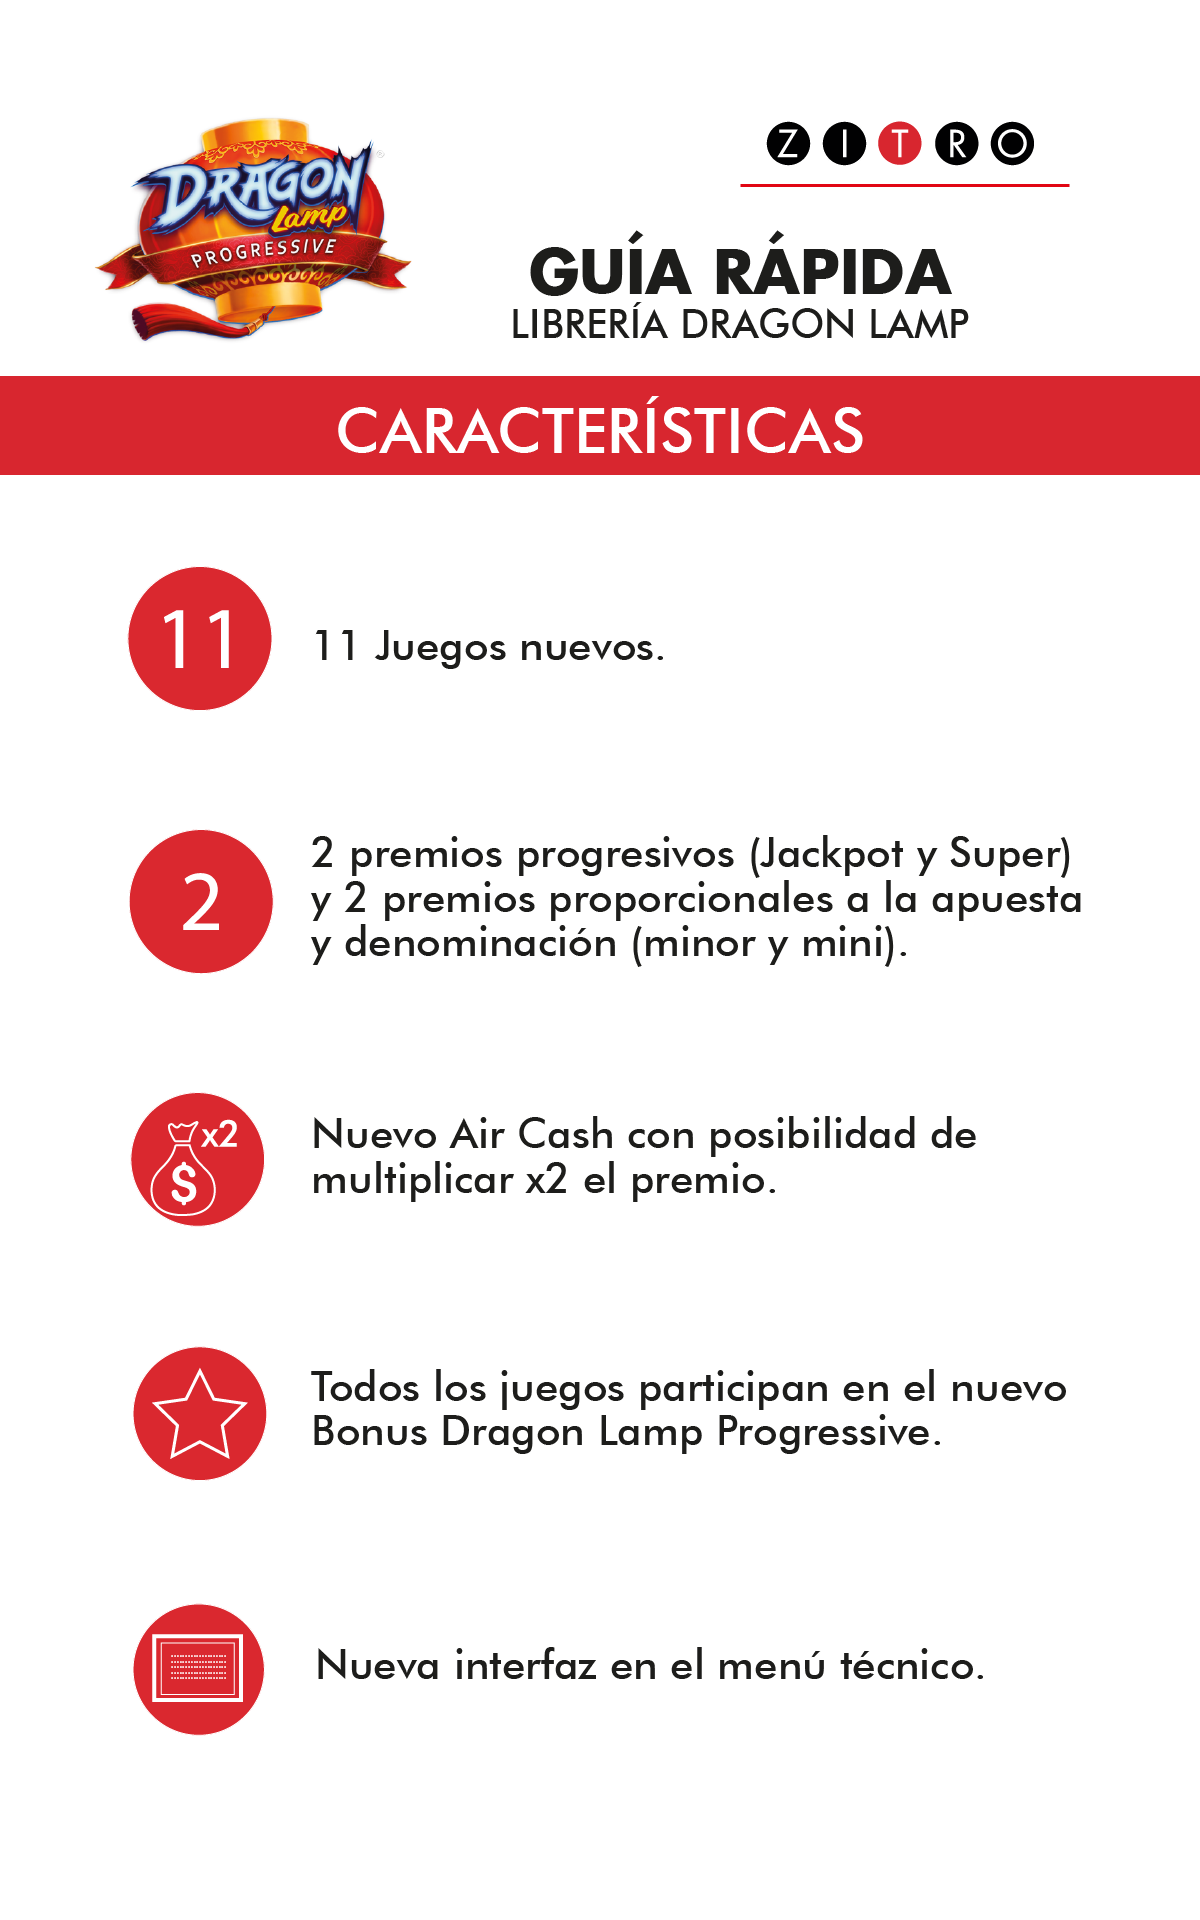 DRAGON
Lamp
PROGRESSIVE
®
ZITRO
GUÍA RÁPIDA
LIBRERÍA DRAGON LAMP
CARACTERÍSTICAS
11
11 Juegos nuevos.
2
2 premios progresivos (Jackpot y Super)
y 2 premios proporcionales a la apuesta
y denominación (minor y mini).
x2
$
Nuevo Air Cash con posibilidad de
multiplicar x2 el premio.
Todos los juegos participan en el nuevo
Bonus Dragon Lamp Progressive.
Nueva interfaz en el menú técnico.